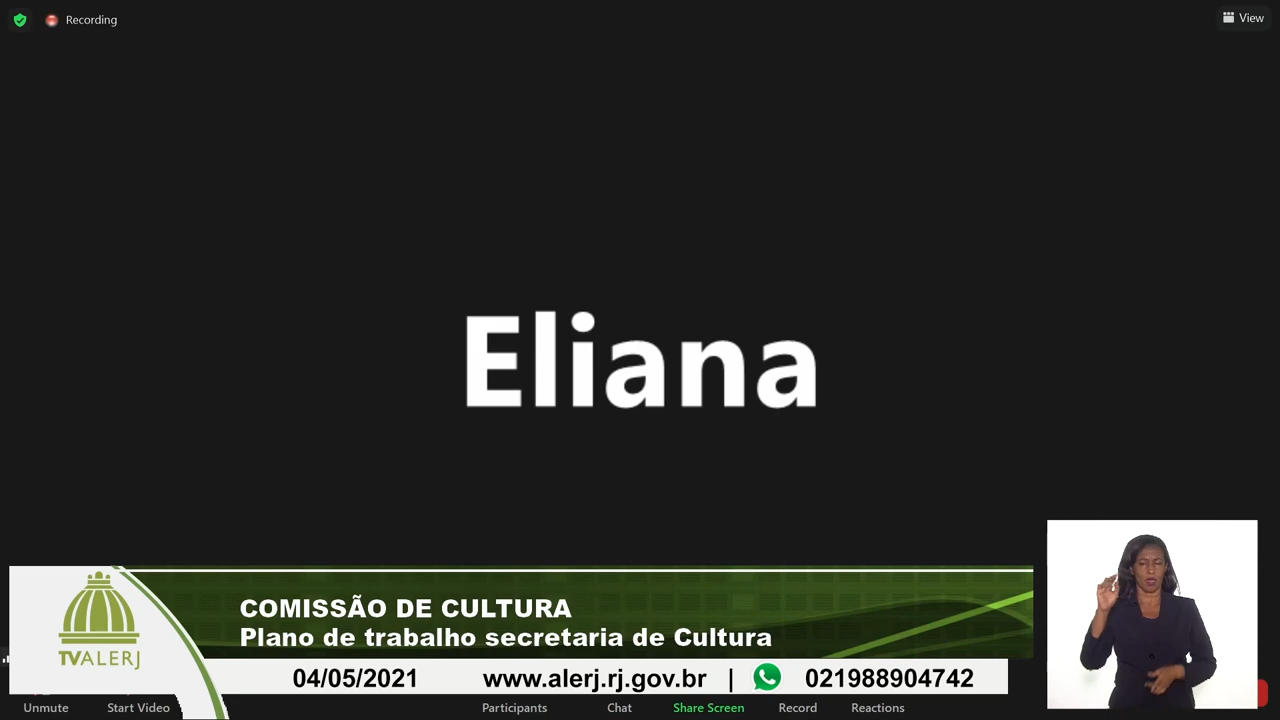 Recording
View
Eliana
COMISSÃO DE CULTURA
Plano de trabalho secretaria de Cultura
TVALERJ
04/05/2021 www.alerj.rj.gov.br | 021988904742
Unmute Start Video Participants Chat Share Screen Record Reactions